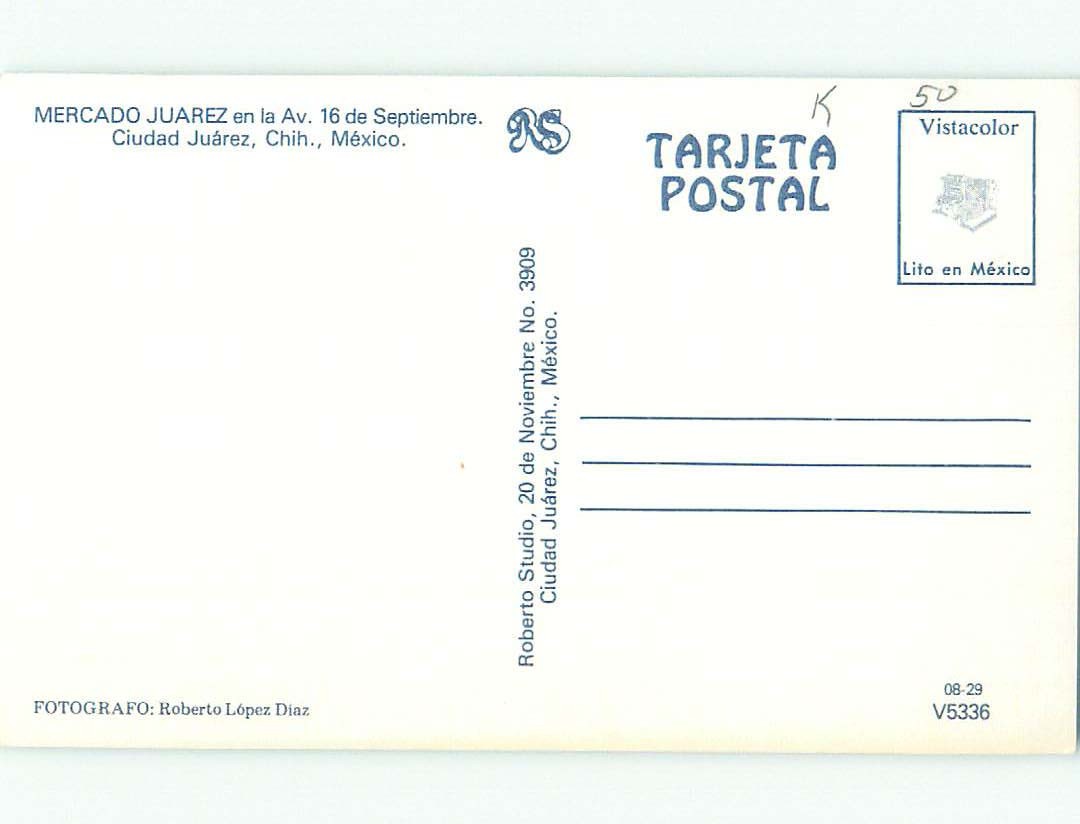 MERCADO JUAREZ en la Av. 16 de Septiembre.
Ciudad Juárez, Chih., México.
RS
TARJETA
POSTAL
K
50
Vistacolor
Lito en México
Roberto Studio, 20 de Noviembre No. 3909
Ciudad Juárez, Chih., México.
FOTOGRAFO: Roberto López Díaz
08-29
V5336